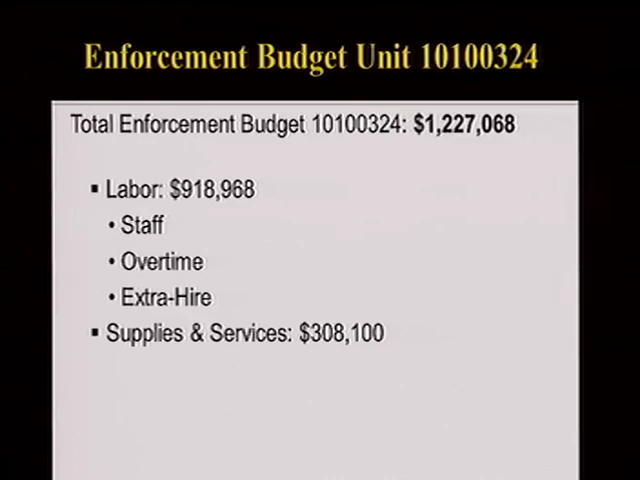 Enforcement Budget Unit 10100324
Total Enforcement Budget 10100324: $1,227,068
▪ Labor: $918,968
• Staff
• Overtime
• Extra-Hire
▪ Supplies & Services: $308,100